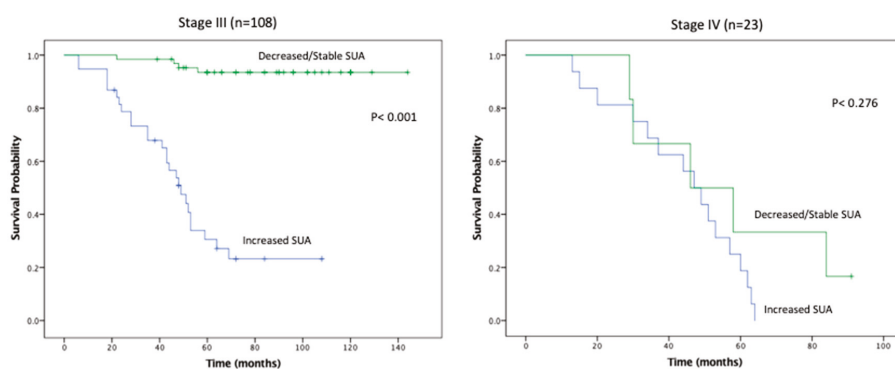 Stage III (n=108)
1.0
0.8
0.6
0.4
0.2
0.0
Survival Probability
Decreased/Stable SUA
P< 0.001
Increased SUA
0
20
40
60
80
100
120
140
Time (months)
Stage IV (n=23)
1.0
0.8
0.6
0.4
0.2
0.0
Survival Probability
P< 0.276
Decreased/Stable SUA
Increased SUA
0
20
40
60
80
100
Time (months)